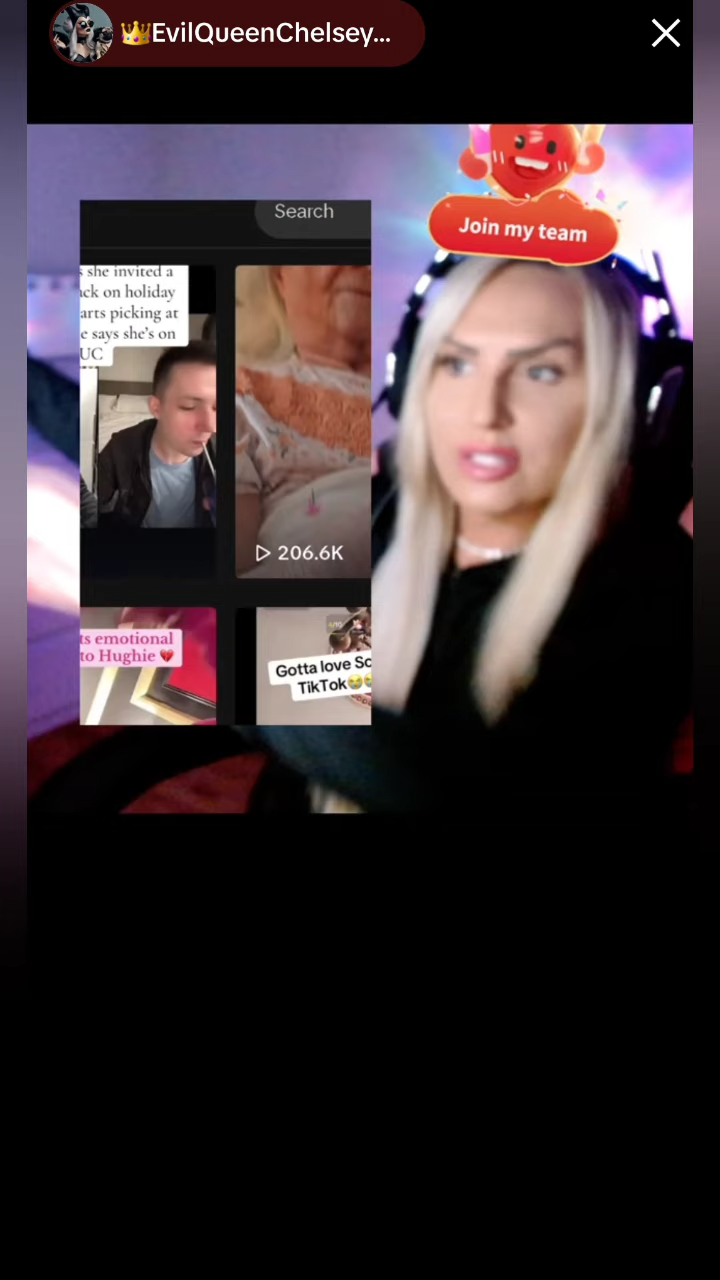 👑EvilQueenChelsey...
Join my team
Search
s she invited a
ck on holiday
arts picking at
e says she's on
UC
206.6K
ts emotional
to Hughie 💔
Gotta love Sc
TikTok😭